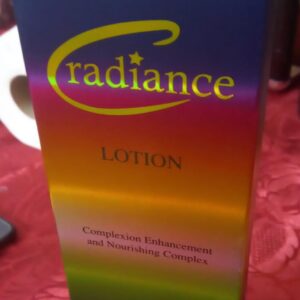 radiance
LOTION
Complexion Enhancement
and Nourishing Complex